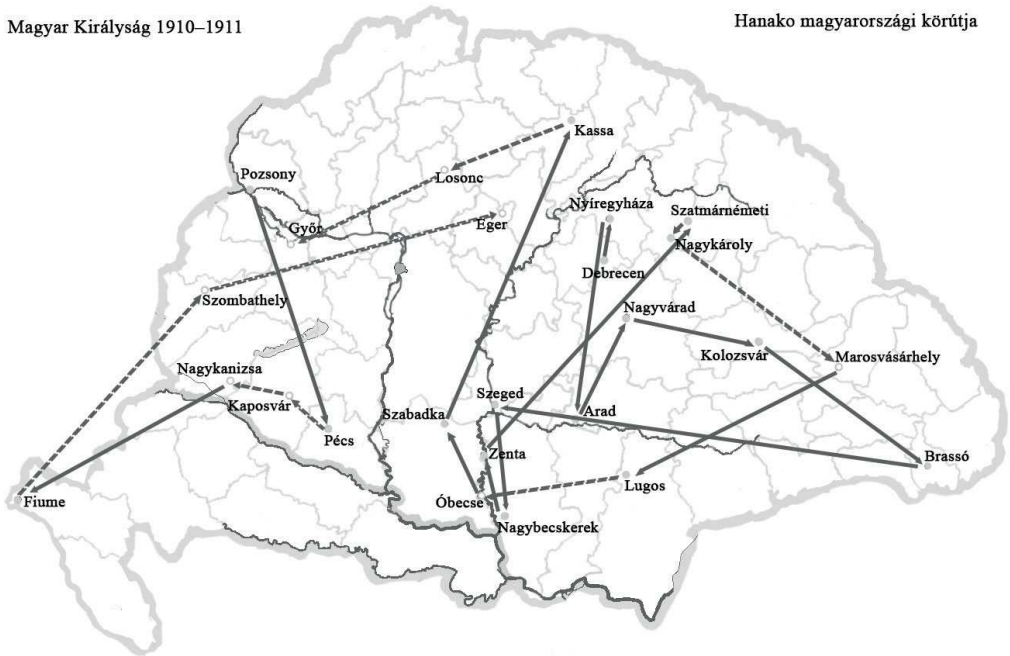 Magyar Királyság 1910–1911
Hanako magyarországi körútja
Kassa
Losonc
Pozsony
Nyíregyháza
Szatmárnémeti
Győr
Eger
Nagykároly
Debrecen
Szombathely
Nagyvárad
Kolozsvár
Marosvásárhely
Nagykanizsa
Kaposvár
Szeged
Szabadka
Arad
Pécs
Zenta
Brassó
Lugos
Fiume
Óbecse
Nagybecskerek